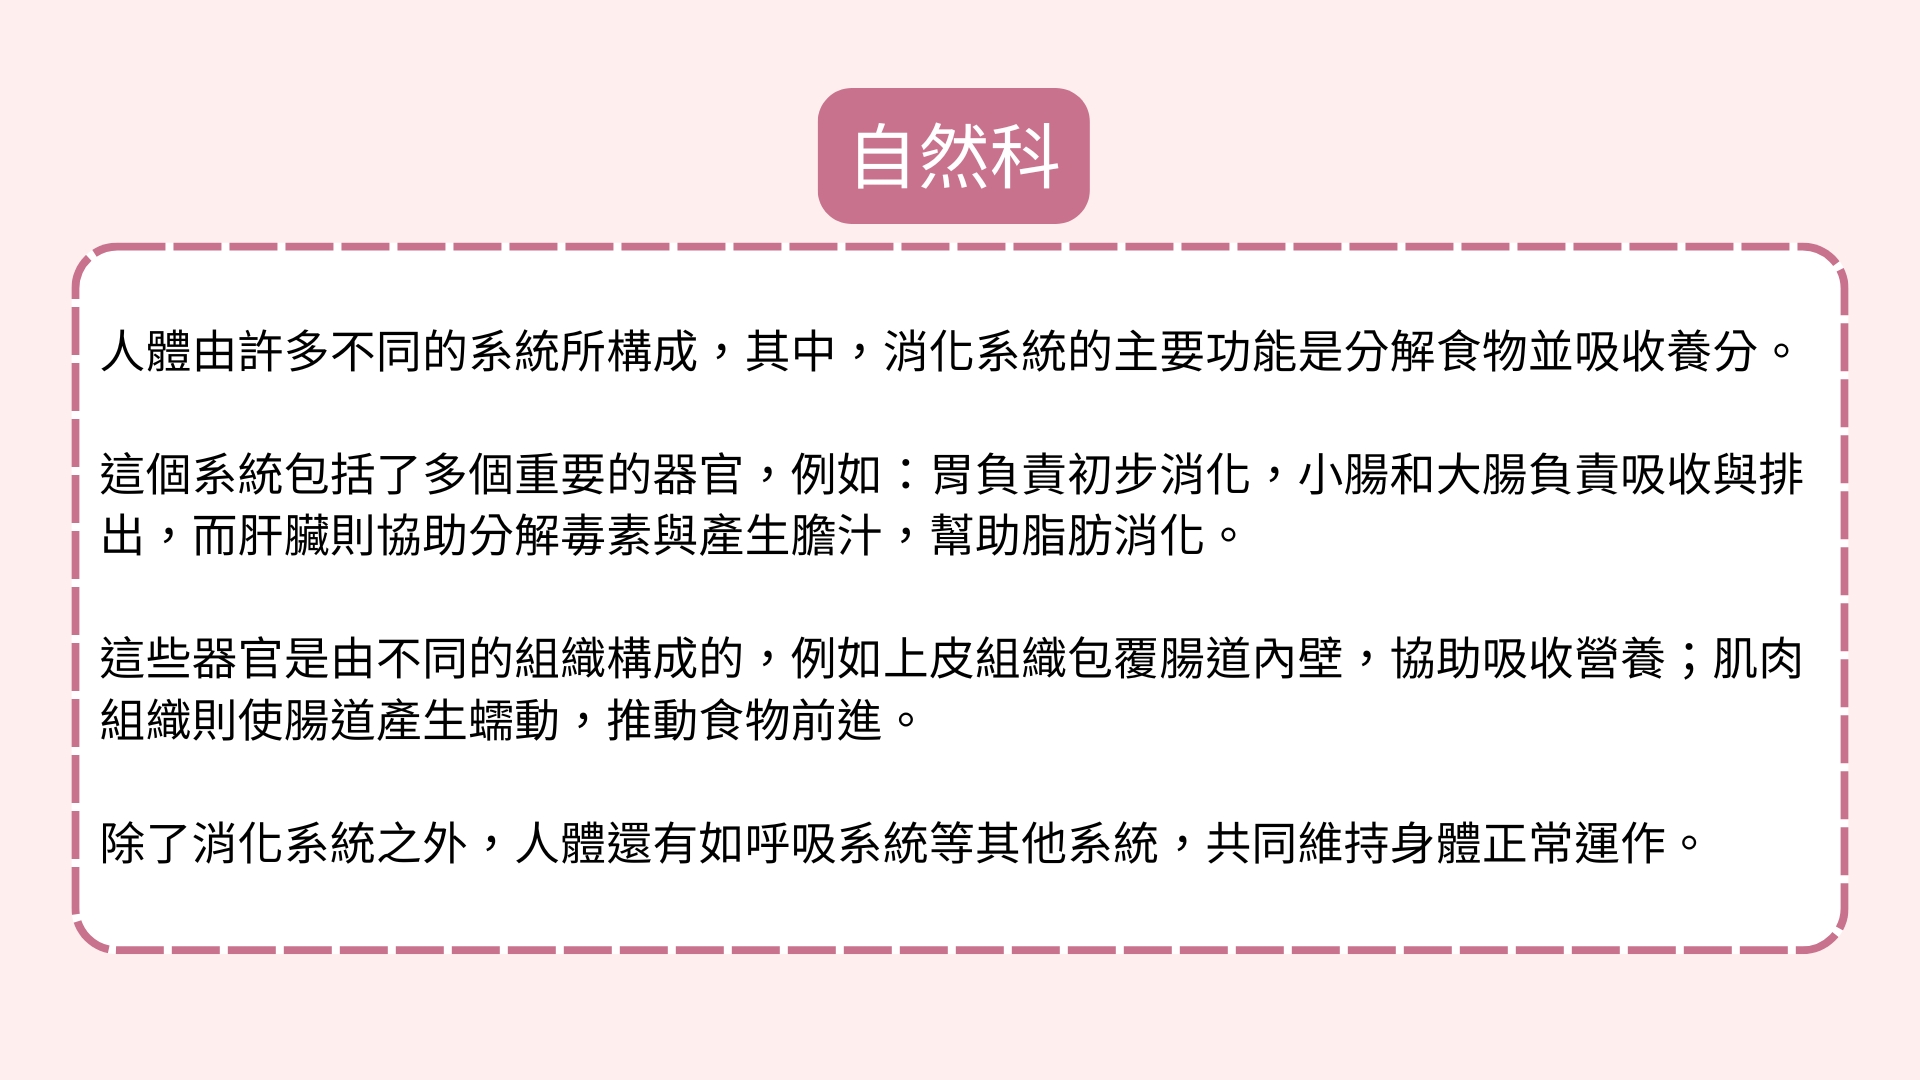 自然科
人體由許多不同的系統所構成，其中，消化系統的主要功能是分解食物並吸收養分。
這個系統包括了多個重要的器官，例如：胃負責初步消化，小腸和大腸負責吸收與排
出，而肝臟則協助分解毒素與產生膽汁，幫助脂肪消化。
這些器官是由不同的組織構成的，例如上皮組織包覆腸道內壁，協助吸收營養；肌肉
組織則使腸道產生蠕動，推動食物前進。
除了消化系統之外，人體還有如呼吸系統等其他系統，共同維持身體正常運作。